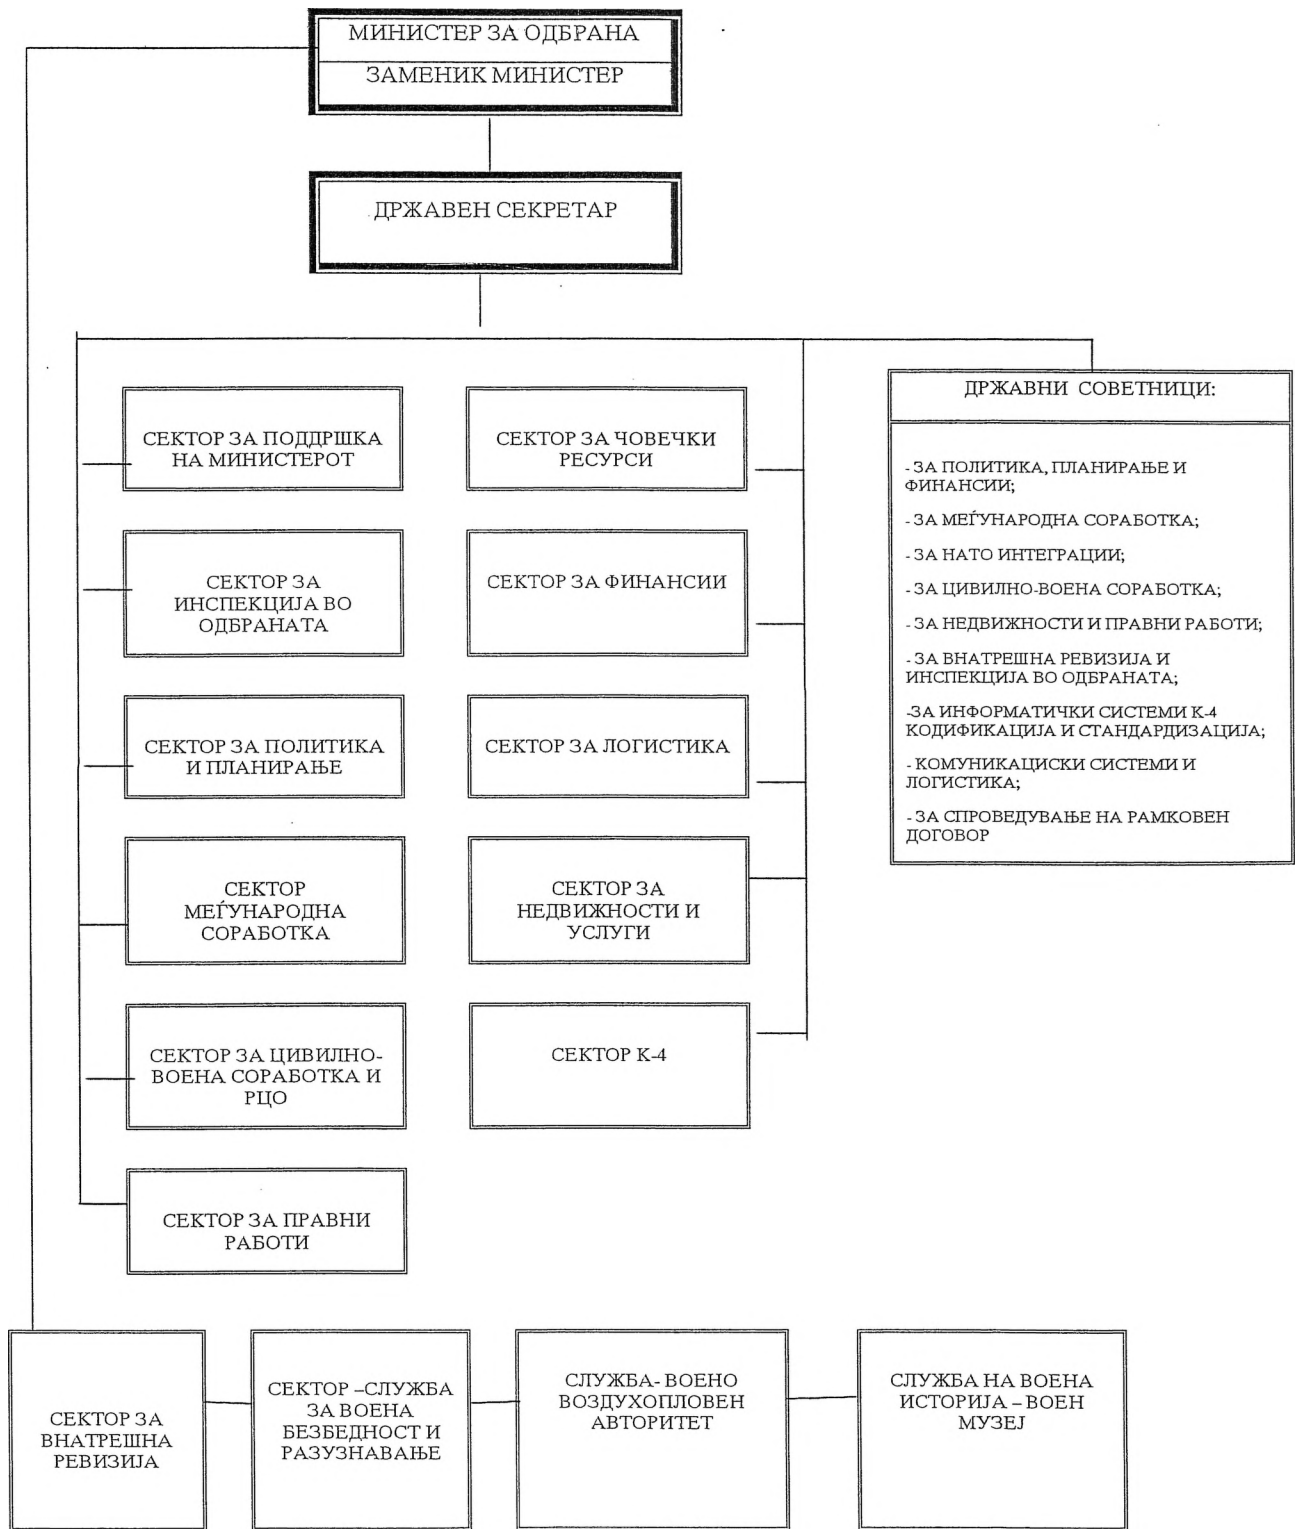 МИНИСТЕР ЗА ОДБРАНА
ЗАМЕНИК МИНИСТЕР
ДРЖАВЕН СЕКРЕТАР
СЕКТОР ЗА ПОДДРШКА
НА МИНИСТЕРОТ
СЕКТОР ЗА
ИНСПЕКЦИЈА ВО
ОДБРАНАТА
СЕКТОР ЗА ПОЛИТИКА
И ПЛАНИРАЊЕ
СЕКТОР
МЕЃУНАРОДНА
СОРАБОТКА
СЕКТОР ЗА ЦИВИЛНО-
ВОЕНА СОРАБОТКА И
РЦО
СЕКТОР ЗА ПРАВНИ
РАБОТИ
СЕКТОР ЗА ЧОВЕЧКИ
РЕСУРСИ
СЕКТОР ЗА ФИНАНСИИ
СЕКТОР ЗА ЛОГИСТИКА
СЕКТОР ЗА
НЕДВИЖНОСТИ И
УСЛУГИ
СЕКТОР К-4
ДРЖАВНИ СОВЕТНИЦИ:
- ЗА ПОЛИТИКА, ПЛАНИРАЊЕ И
ФИНАНСИИ;
- ЗА МЕЃУНАРОДНА СОРАБОТКА;
- ЗА НАТО ИНТЕГРАЦИИ;
- ЗА ЦИВИЛНО-ВОЕНА СОРАБОТКА;
- ЗА НЕДВИЖНОСТИ И ПРАВНИ РАБОТИ;
- ЗА ВНАТРЕШНА РЕВИЗИЈА И
ИНСПЕКЦИЈА ВО ОДБРАНАТА;
-ЗА ИНФОРМАТИЧКИ СИСТЕМИ К-4
КОДИФИКАЦИЈА И СТАНДАРДИЗАЦИЈА;
- КОМУНИКАЦИСКИ СИСТЕМИ И
ЛОГИСТИКА;
- ЗА СПРОВЕДУВАЊЕ НА РАМКОВЕН
ДОГОВОР
СЕКТОР ЗА
ВНАТРЕШНА
РЕВИЗИЈА
СЕКТОР –СЛУЖБА
ЗА ВОЕНА
БЕЗБЕДНОСТ И
РАЗУЗНАВАЊЕ
СЛУЖБА- ВОЕНО
ВОЗДУХОПЛОВЕН
АВТОРИТЕТ
СЛУЖБА НА ВОЕНА
ИСТОРИЈА – ВОЕН
МУЗЕЈ